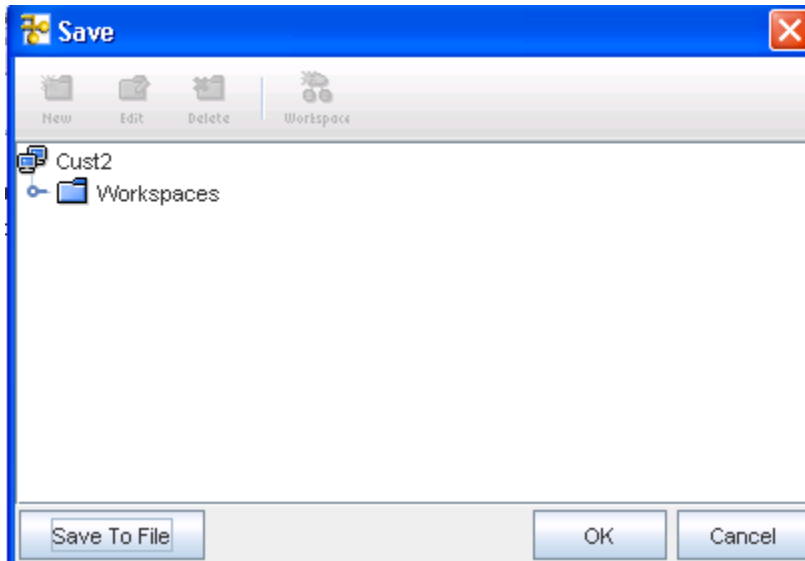 Save
New Edit Delete Workspace
Cust2
Workspaces
Save To File OK Cancel